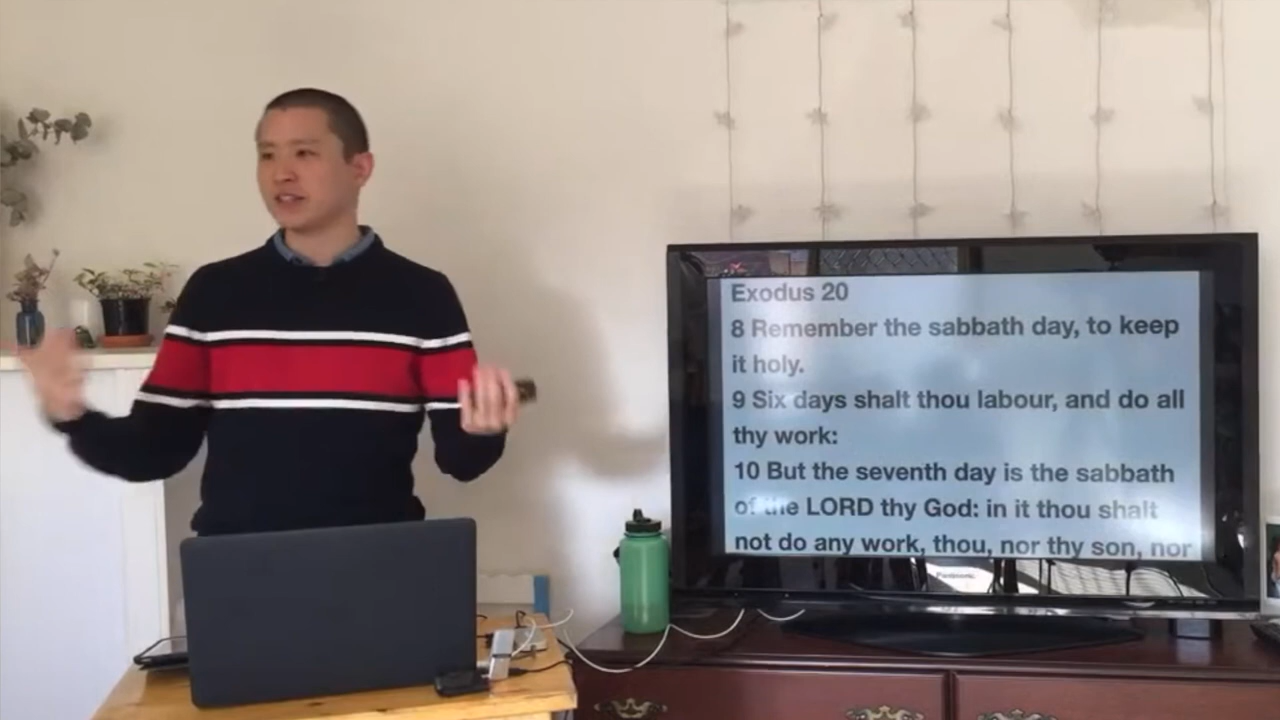 Exodus 20
8 Remember the sabbath day, to keep
it holy.
9 Six days shalt thou labour, and do all
thy work:
10 But the seventh day is the sabbath
of the LORD thy God: in it thou shalt
not do any work, thou, nor thy son, nor
Panasonic